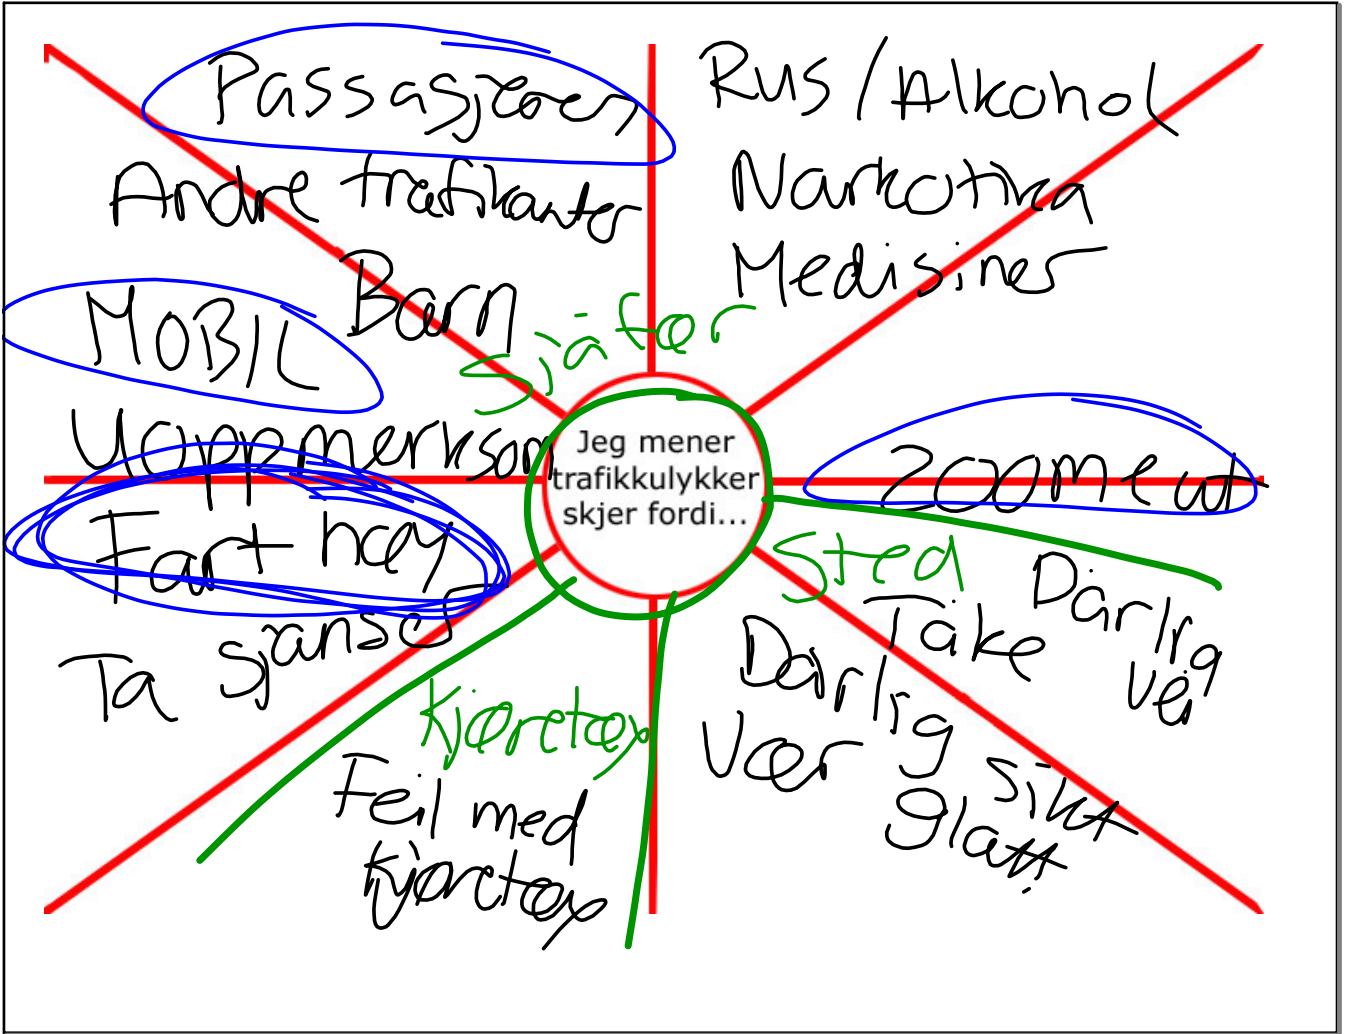 Passasjerer
Andre trafikanter
Barn
MOBIL
Uoppmerksom
Fart høy
Ta sjanser
Rus / Alkohol
Narkotika
Medisiner
Sjåfør
Jeg mener
trafikkulykker
skjer fordi...
zoome ut
Sted
Dårlig
vei
Tåke
Dårlig sikt
Vær
glatt
Kjøretøy
Feil med
kjøretøy